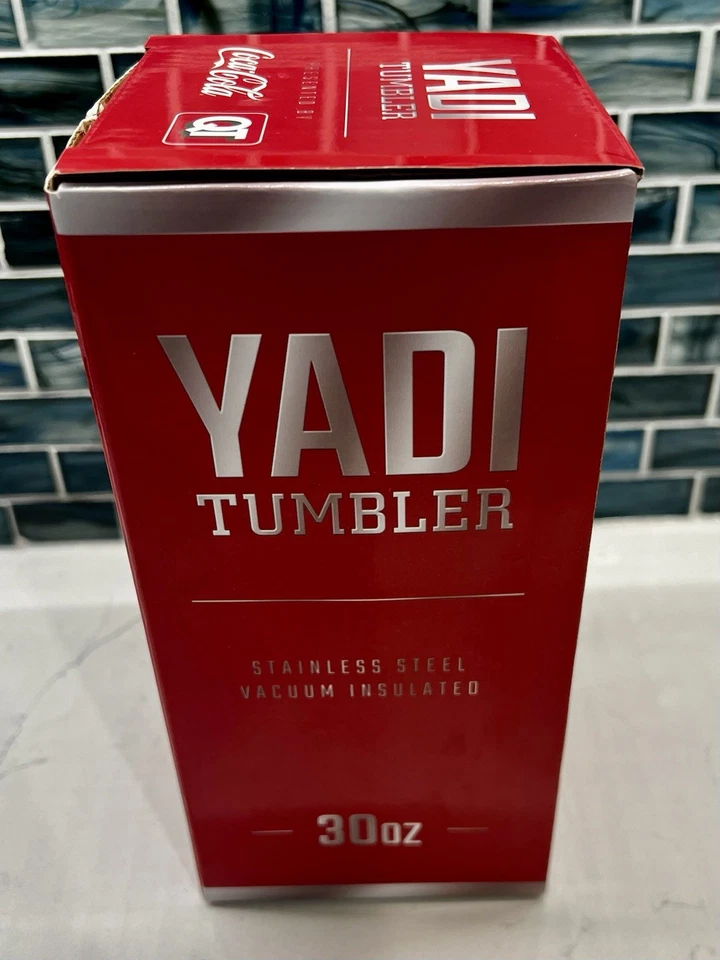 YADI
TUMBLER
PRESENTED BY
Coca-Cola
QT
YADI
TUMBLER
STAINLESS STEEL
VACUUM INSULATED
30oz